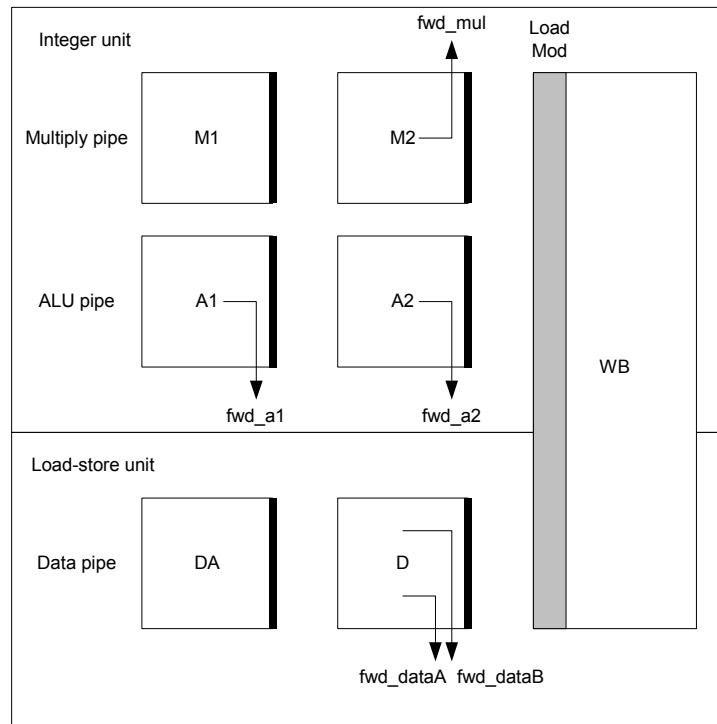 Integer unit
fwd_mul
Load
Mod
Multiply pipe
M1
M2
ALU pipe
A1
A2
WB
fwd_a1
fwd_a2
Load-store unit
Data pipe
DA
D
fwd_dataA fwd_dataB